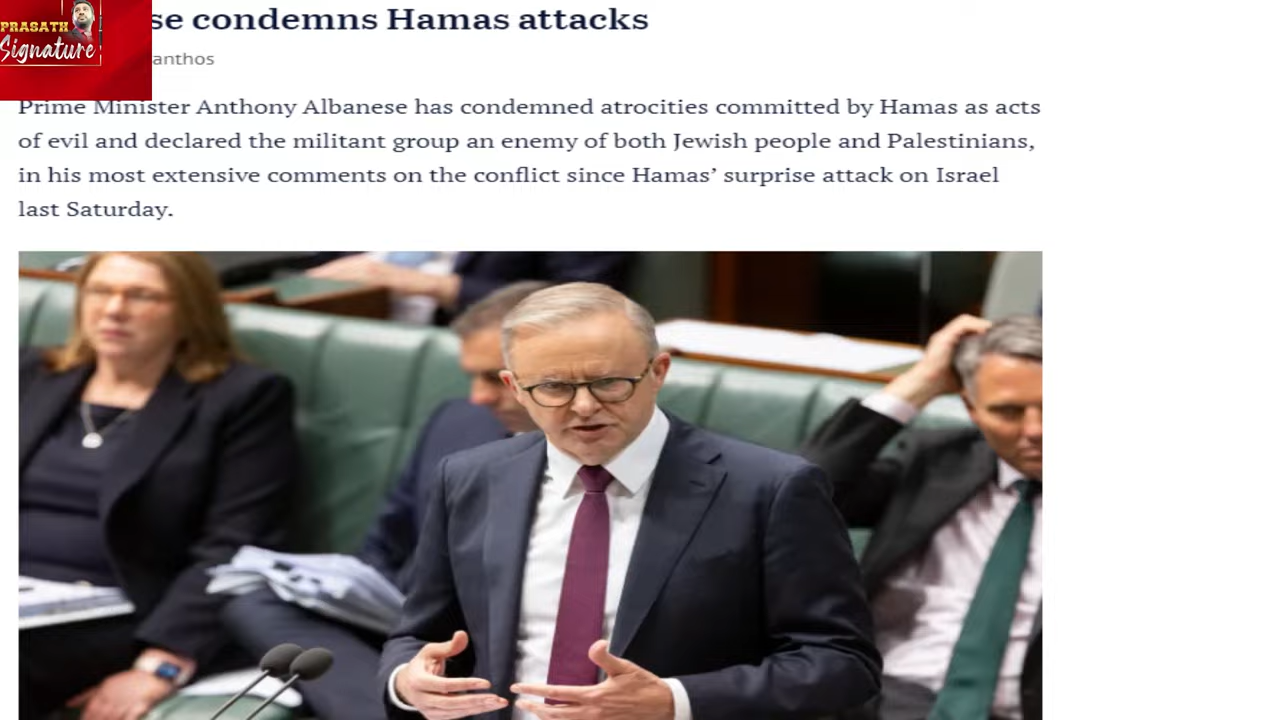 PRASATH
Signature
se condemns Hamas attacks
anthos
Prime Minister Anthony Albanese has condemned atrocities committed by Hamas as acts
of evil and declared the militant group an enemy of both Jewish people and Palestinians,
in his most extensive comments on the conflict since Hamas’ surprise attack on Israel
last Saturday.